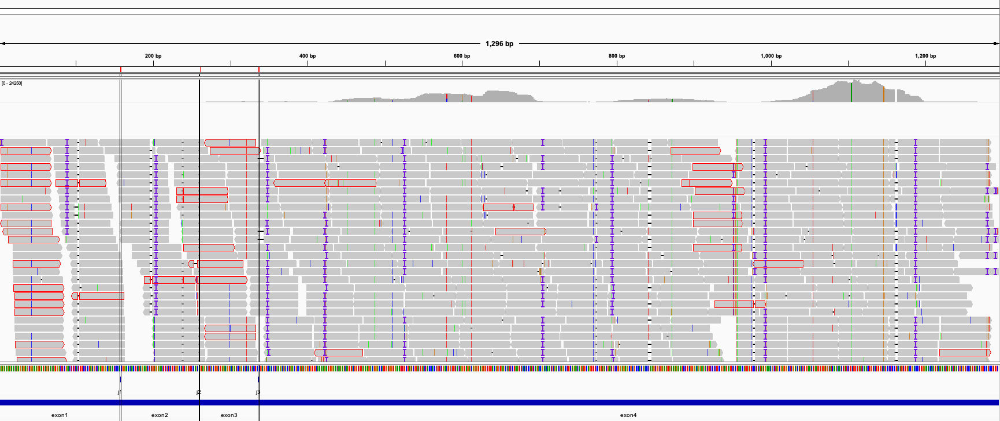 1,296 bp
200 bp 400 bp 600 bp 800 bp 1,000 bp 1,200 bp
[0 - 24250]
j2 j3
exon1 exon2 exon3 exon4